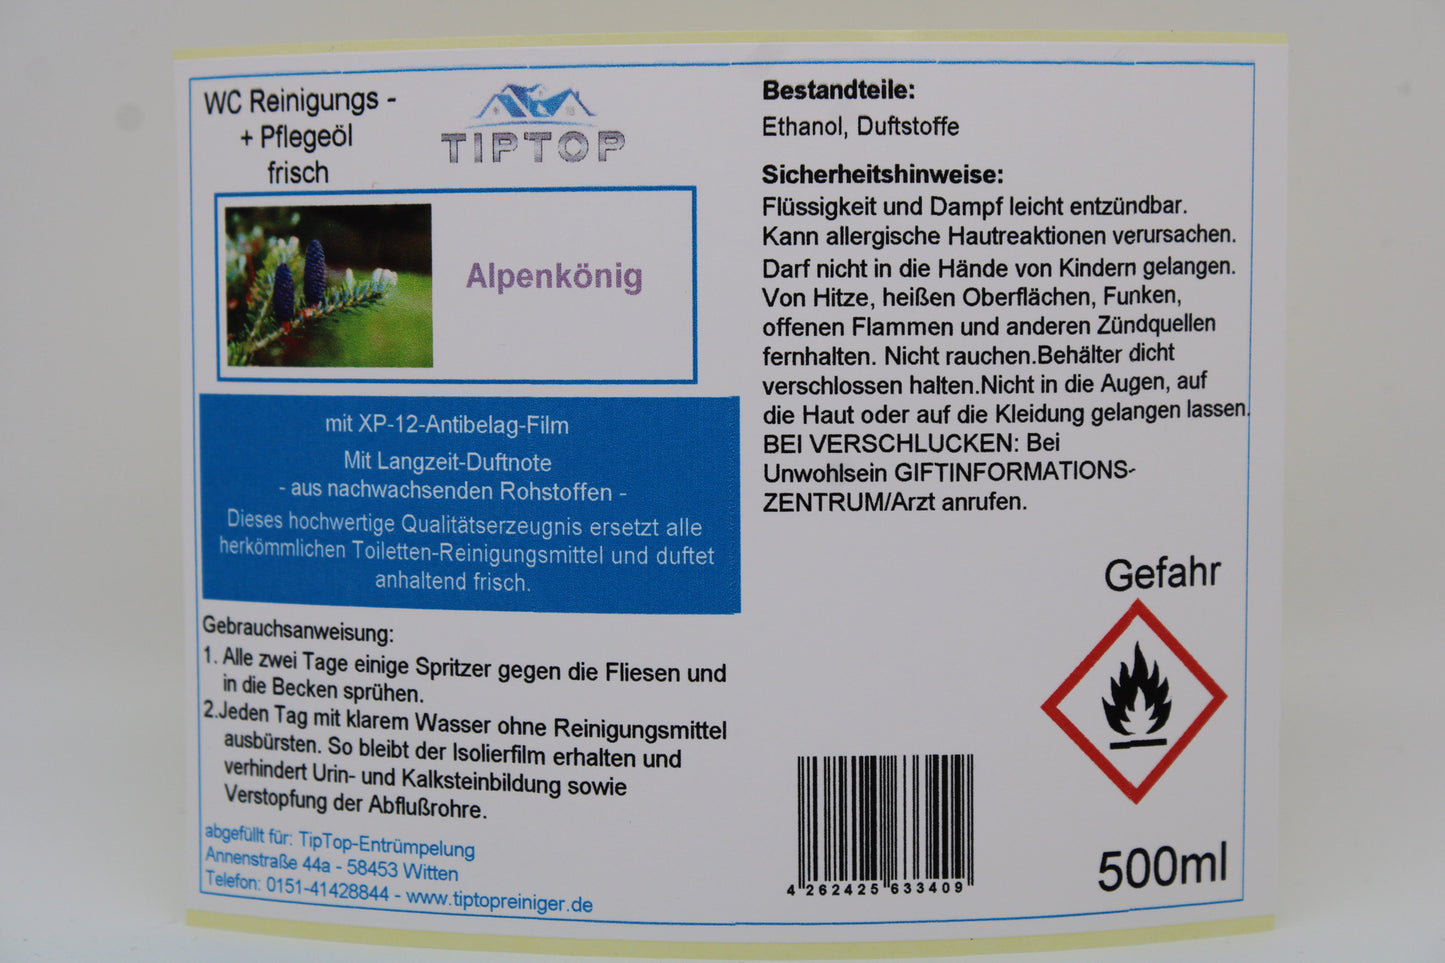 WC Reinigungs -
+ Pflegeöl
frisch
TIPTOP
Alpenkönig
mit XP-12-Antibelag-Film
Mit Langzeit-Duftnote
- aus nachwachsenden Rohstoffen -
Dieses hochwertige Qualitätserzeugnis ersetzt alle
herkömmlichen Toiletten-Reinigungsmittel und duftet
anhaltend frisch.
Gebrauchsanweisung:
1. Alle zwei Tage einige Spritzer gegen die Fliesen und
in die Becken sprühen.
2.Jeden Tag mit klarem Wasser ohne Reinigungsmittel
ausbürsten. So bleibt der Isolierfilm erhalten und
verhindert Urin- und Kalksteinbildung sowie
Verstopfung der Abflußrohre.
abgefüllt für: TipTop-Entrümpelung
Annenstraße 44a - 58453 Witten
Telefon: 0151-41428844 - www.tiptopreiniger.de
Bestandteile:
Ethanol, Duftstoffe
Sicherheitshinweise:
Flüssigkeit und Dampf leicht entzündbar.
Kann allergische Hautreaktionen verursachen.
Darf nicht in die Hände von Kindern gelangen.
Von Hitze, heißen Oberflächen, Funken,
offenen Flammen und anderen Zündquellen
fernhalten. Nicht rauchen.Behälter dicht
verschlossen halten.Nicht in die Augen, auf
die Haut oder auf die Kleidung gelangen lassen.
BEI VERSCHLUCKEN: Bei
Unwohlsein GIFTINFORMATIONS-
ZENTRUM/Arzt anrufen.
Gefahr
4 262425 633409
500ml